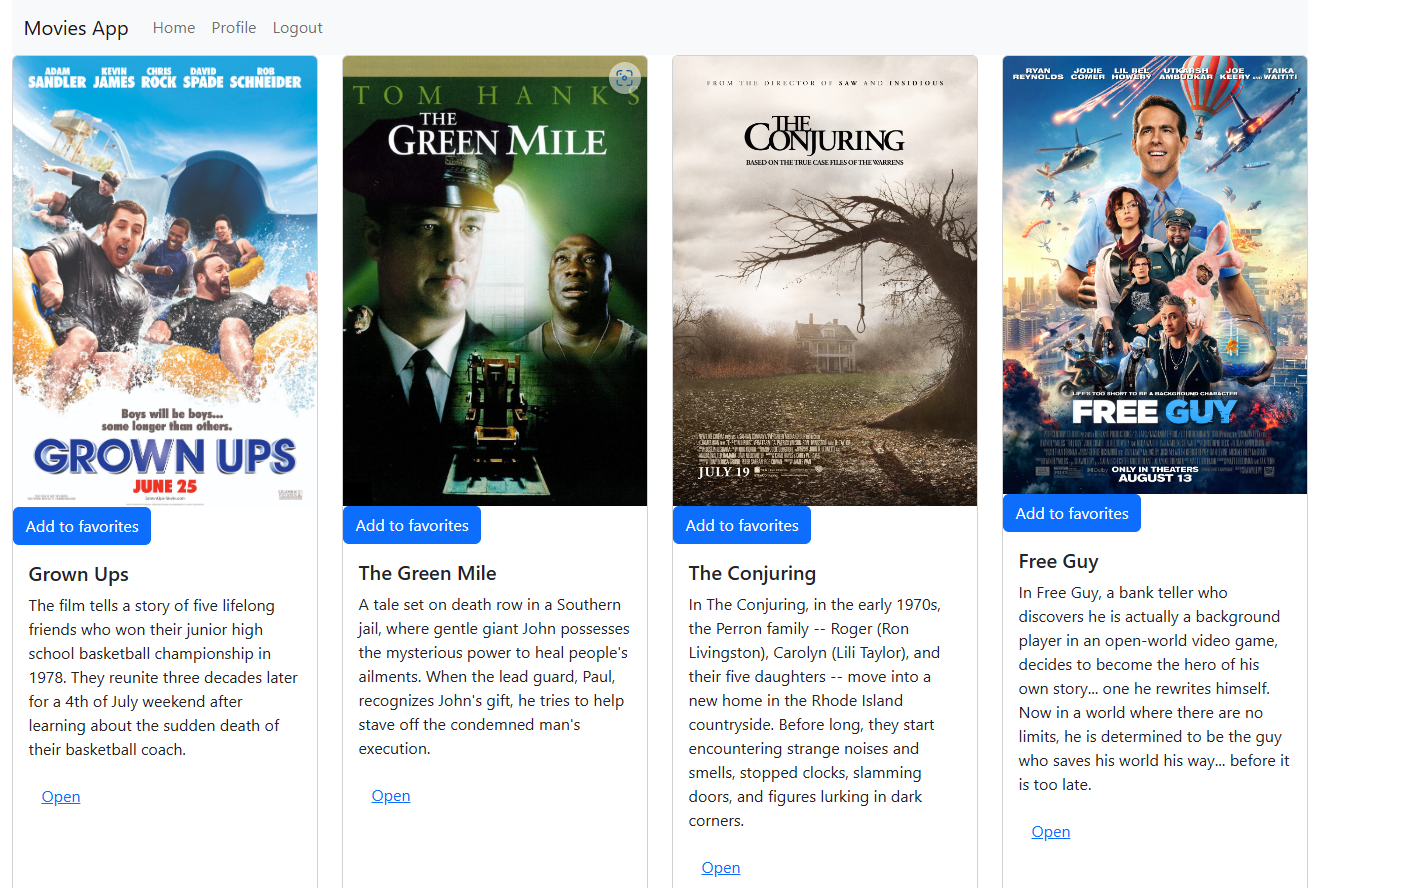 Movies App Home Profile Logout
ADAM SANDLER KEVIN JAMES CHRIS ROCK DAVID SPADE ROB SCHNEIDER
Boys will be boys...
some longer than others.
GROWN UPS
JUNE 25
Add to favorites
Grown Ups
The film tells a story of five lifelong
friends who won their junior high
school basketball championship in
1978. They reunite three decades later
for a 4th of July weekend after
learning about the sudden death of
their basketball coach.
Open
TOM HANKS
THE
GREEN MILE
Add to favorites
The Green Mile
A tale set on death row in a Southern
jail, where gentle giant John possesses
the mysterious power to heal people's
ailments. When the lead guard, Paul,
recognizes John's gift, he tries to help
stave off the condemned man's
execution.
Open
FROM THE DIRECTOR OF SAW AND INSIDIOUS
THE
CONJURING
BASED ON THE TRUE CASE FILES OF THE WARRENS
JULY 19
Add to favorites
The Conjuring
In The Conjuring, in the early 1970s,
the Perron family -- Roger (Ron
Livingston), Carolyn (Lili Taylor), and
their five daughters -- move into a
new home in the Rhode Island
countryside. Before long, they start
encountering strange noises and
smells, stopped clocks, slamming
doors, and figures lurking in dark
corners.
Open
RYAN REYNOLDS JODIE COMER LIL REL HOWERY UTKARSH AMBUDKAR JOE KEERY AND TAIKA WAITITI
LIFE'S TOO SHORT TO BE A BACKGROUND CHARACTER
FREE GUY
Dolby ONLY IN THEATERS
AUGUST 13
Add to favorites
Free Guy
In Free Guy, a bank teller who
discovers he is actually a background
player in an open-world video game,
decides to become the hero of his
own story... one he rewrites himself.
Now in a world where there are no
limits, he is determined to be the guy
who saves his world his way... before it
is too late.
Open